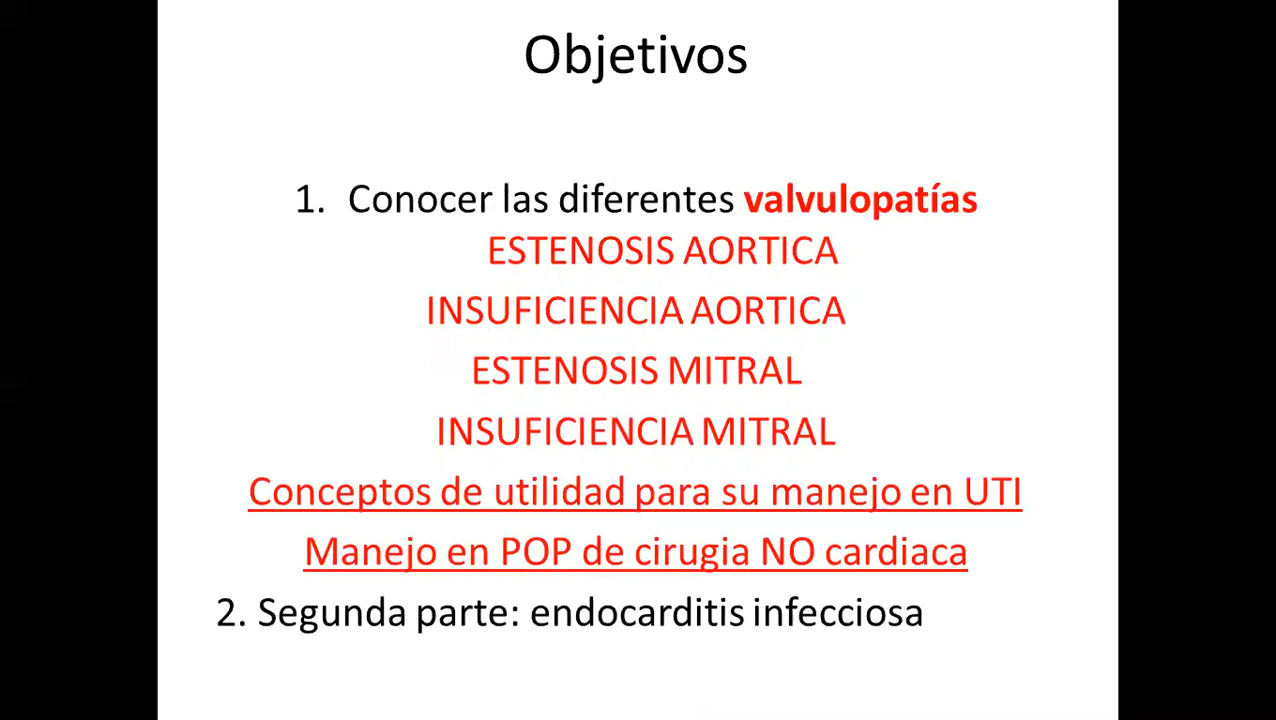 Objetivos
1. Conocer las diferentes valvulopatías
ESTENOSIS AORTICA
INSUFICIENCIA AORTICA
ESTENOSIS MITRAL
INSUFICIENCIA MITRAL
Conceptos de utilidad para su manejo en UTI
Manejo en POP de cirugia NO cardiaca
2. Segunda parte: endocarditis infecciosa